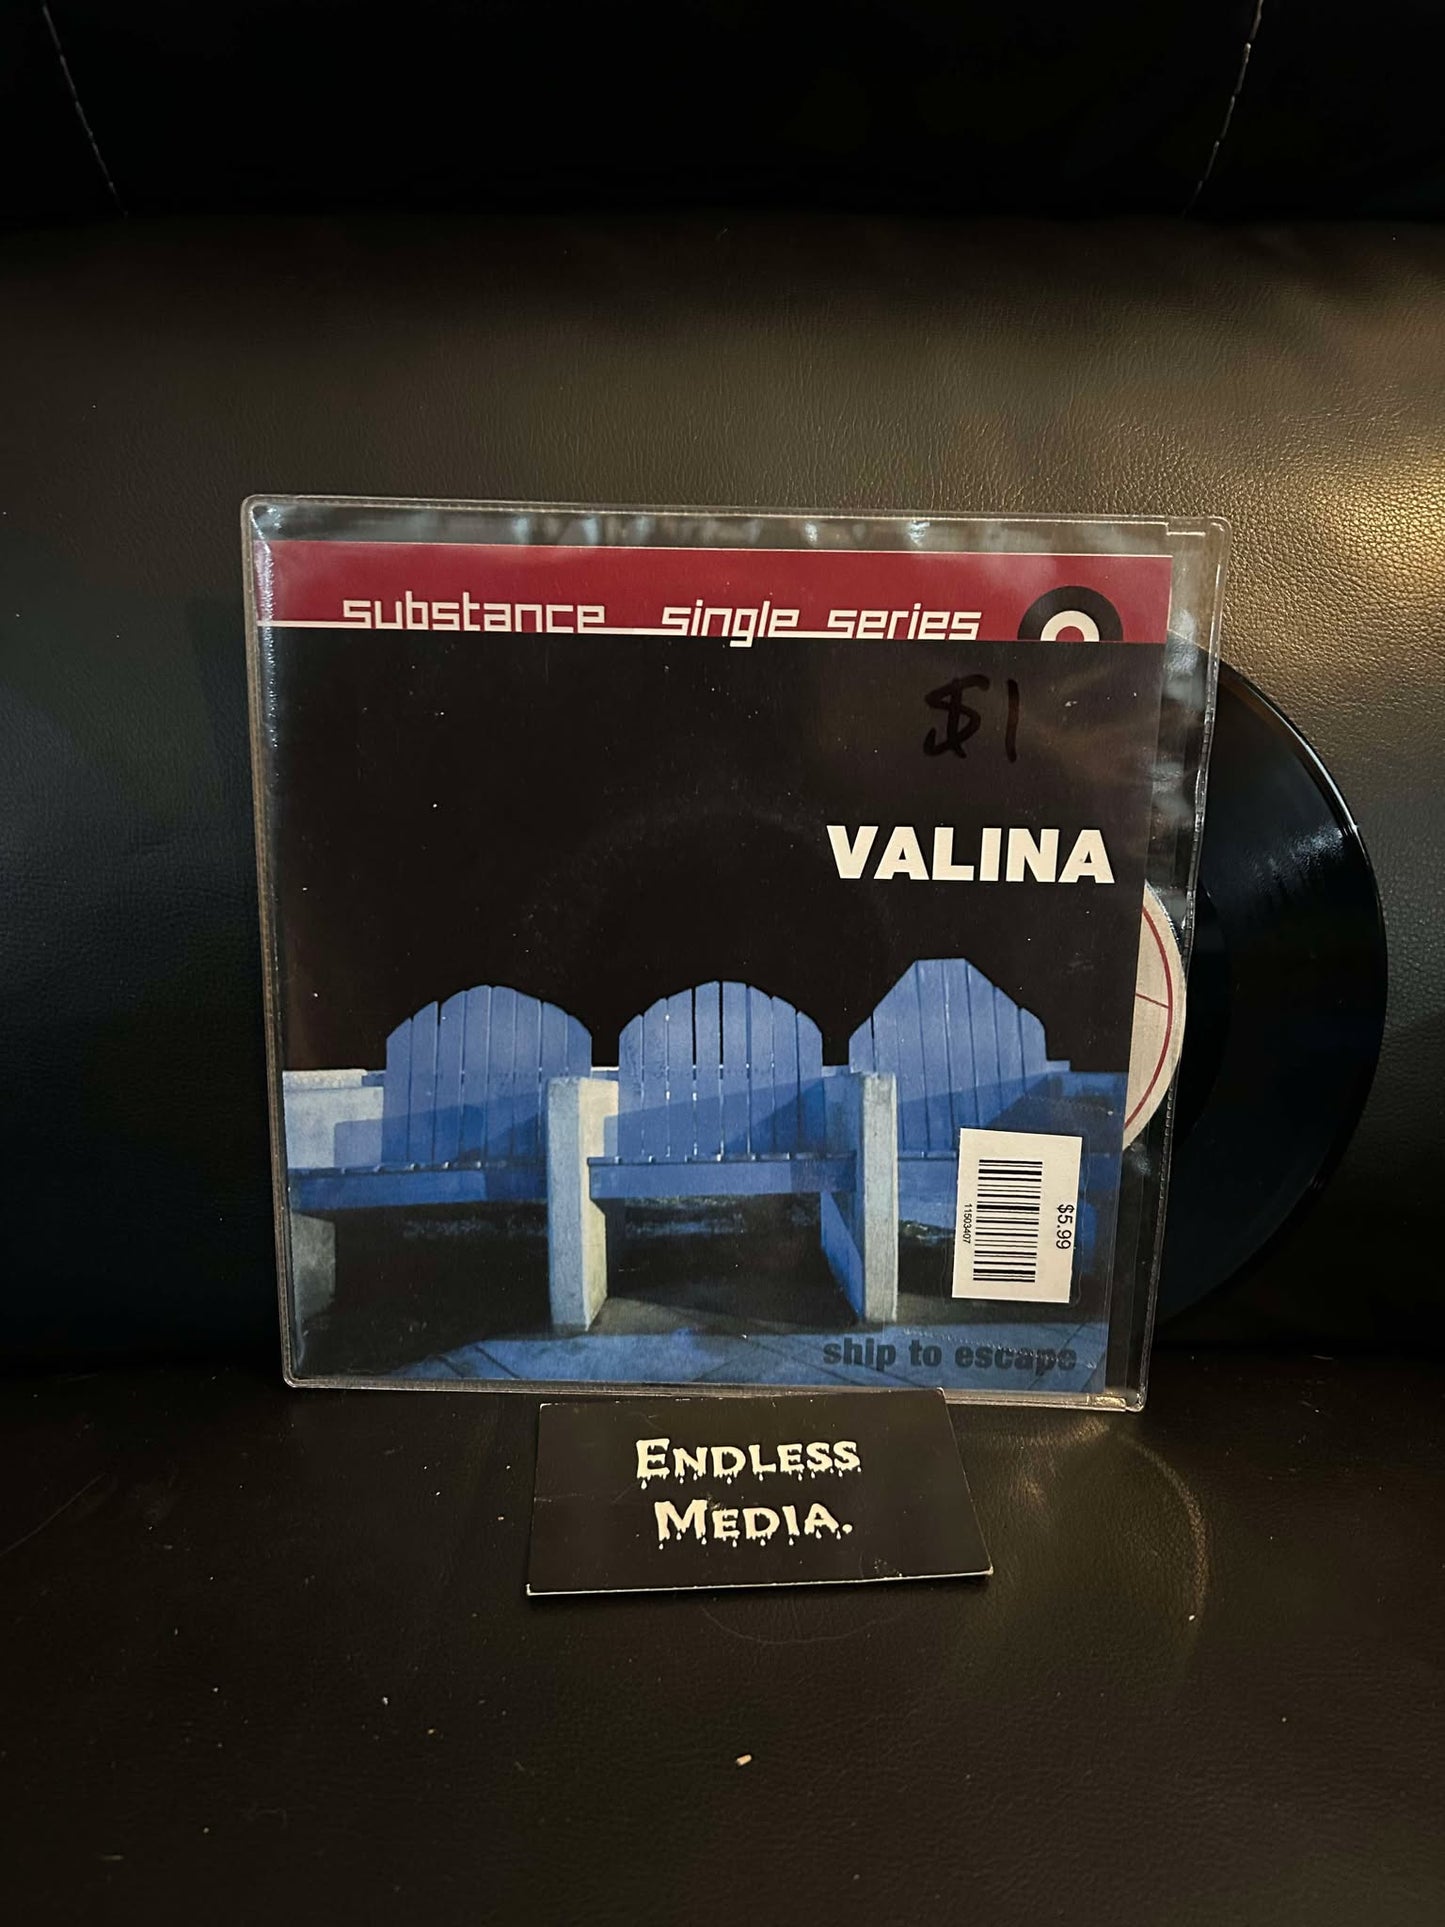 substance single series
$1
VALINA
$5.99
11503407
ship to escape
ENDLESS
MEDIA.